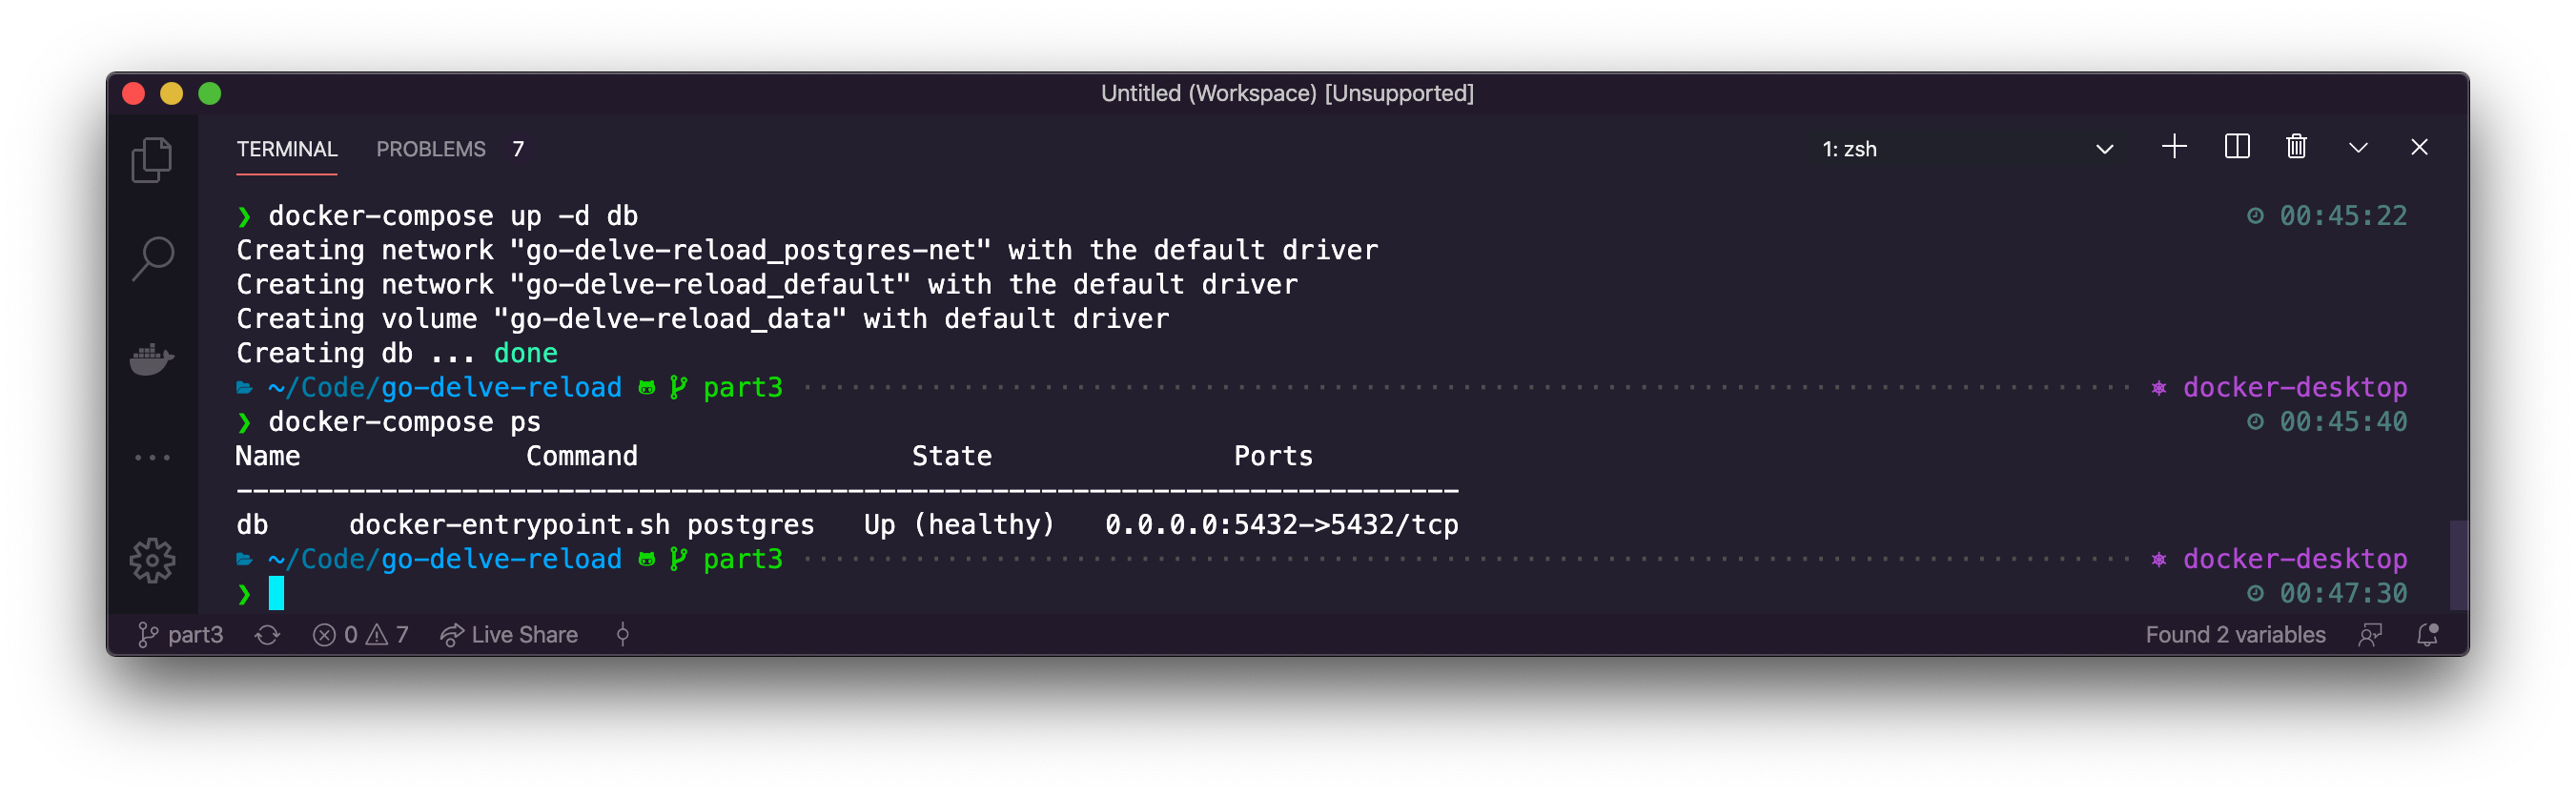 Untitled (Workspace) [Unsupported]
TERMINAL PROBLEMS 7 1: zsh
❯ docker-compose up -d db 00:45:22
Creating network "go-delve-reload_postgres-net" with the default driver
Creating network "go-delve-reload_default" with the default driver
Creating volume "go-delve-reload_data" with default driver
Creating db ... done
~/Code/go-delve-reload part3 docker-desktop
❯ docker-compose ps 00:45:40
Name Command State Ports
----------------------------------------------------------------------------
db docker-entrypoint.sh postgres Up (healthy) 0.0.0.0:5432->5432/tcp
~/Code/go-delve-reload part3 docker-desktop
❯ 00:47:30
part3 0 7 Live Share Found 2 variables